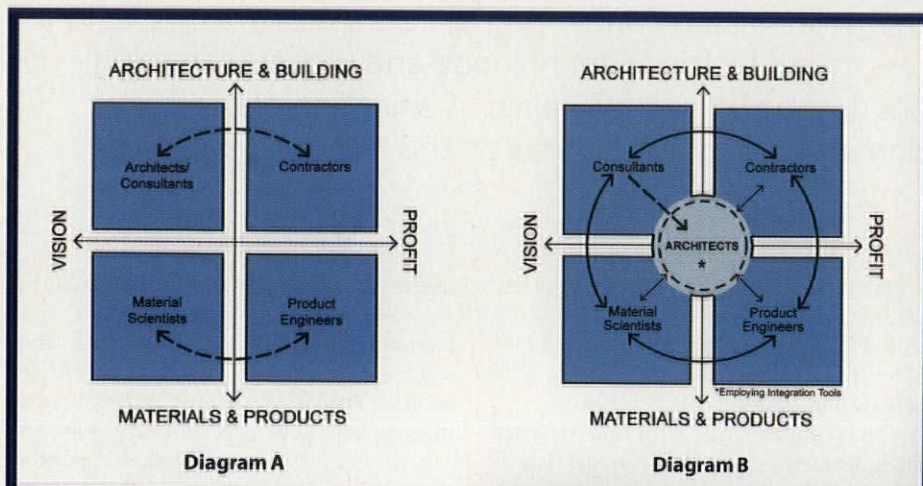 ARCHITECTURE & BUILDING
Architects/
Consultants
Contractors
VISION
PROFIT
Material
Scientists
Product
Engineers
MATERIALS & PRODUCTS
Diagram A
ARCHITECTURE & BUILDING
Consultants
Contractors
VISION
PROFIT
ARCHITECTS
*
Material
Scientists
Product
Engineers
*Employing Integration Tools
MATERIALS & PRODUCTS
Diagram B